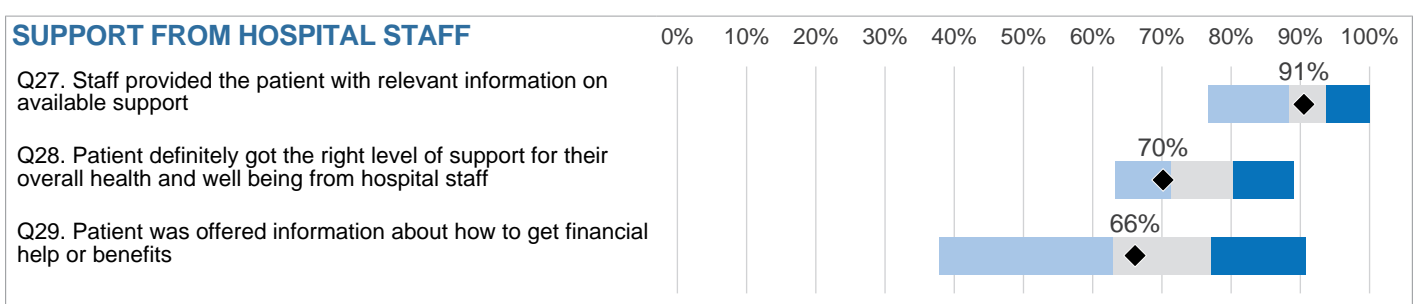 SUPPORT FROM HOSPITAL STAFF 0% 10% 20% 30% 40% 50% 60% 70% 80% 90% 100%
Q27. Staff provided the patient with relevant information on
available support
91%
Q28. Patient definitely got the right level of support for their
overall health and well being from hospital staff
70%
Q29. Patient was offered information about how to get financial
help or benefits
66%